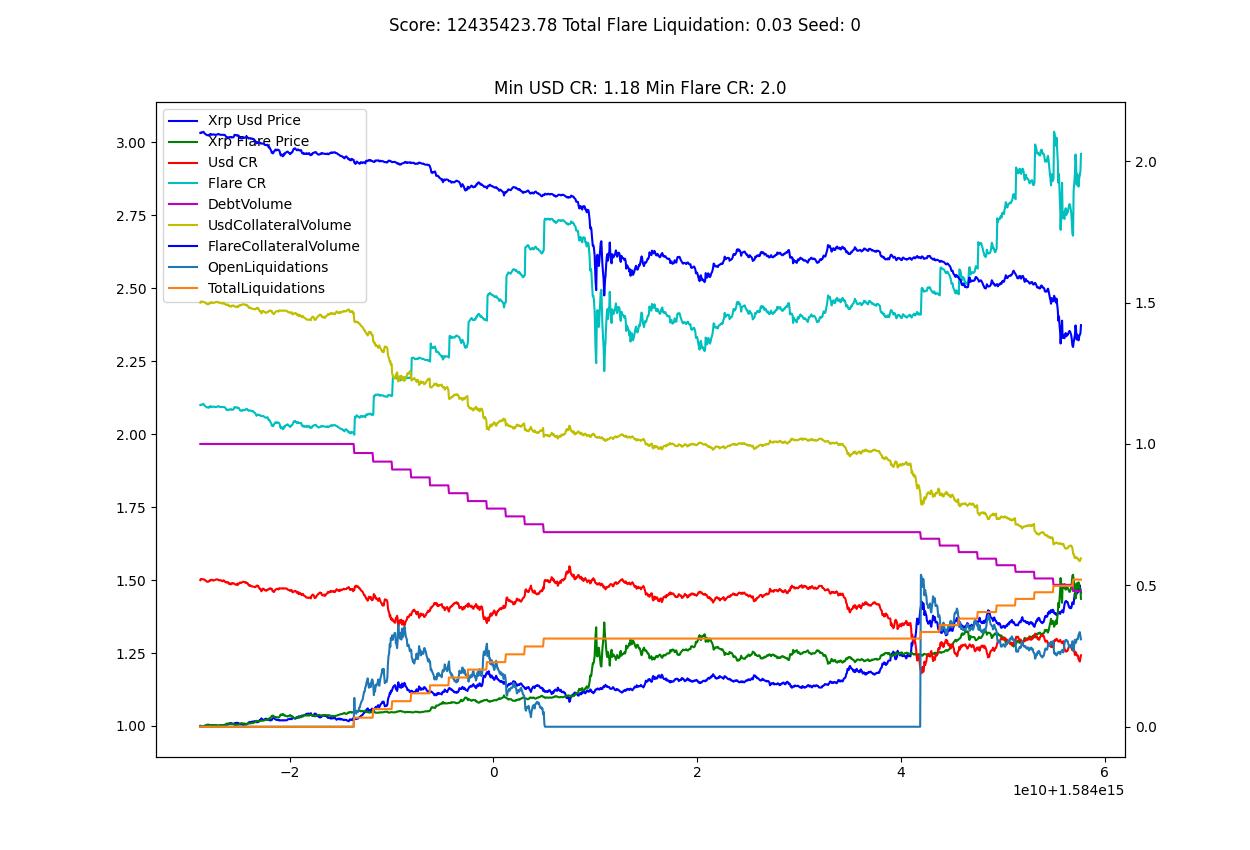 Score: 12435423.78 Total Flare Liquidation: 0.03 Seed: 0
Min USD CR: 1.18 Min Flare CR: 2.0
Xrp Usd Price
Xrp Flare Price
Usd CR
Flare CR
DebtVolume
UsdCollateralVolume
FlareCollateralVolume
OpenLiquidations
TotalLiquidations
3.00
2.75
2.50
2.25
2.00
1.75
1.50
1.25
1.00
2.0
1.5
1.0
0.5
0.0
−2 0 2 4 6
1e10+1.584e15